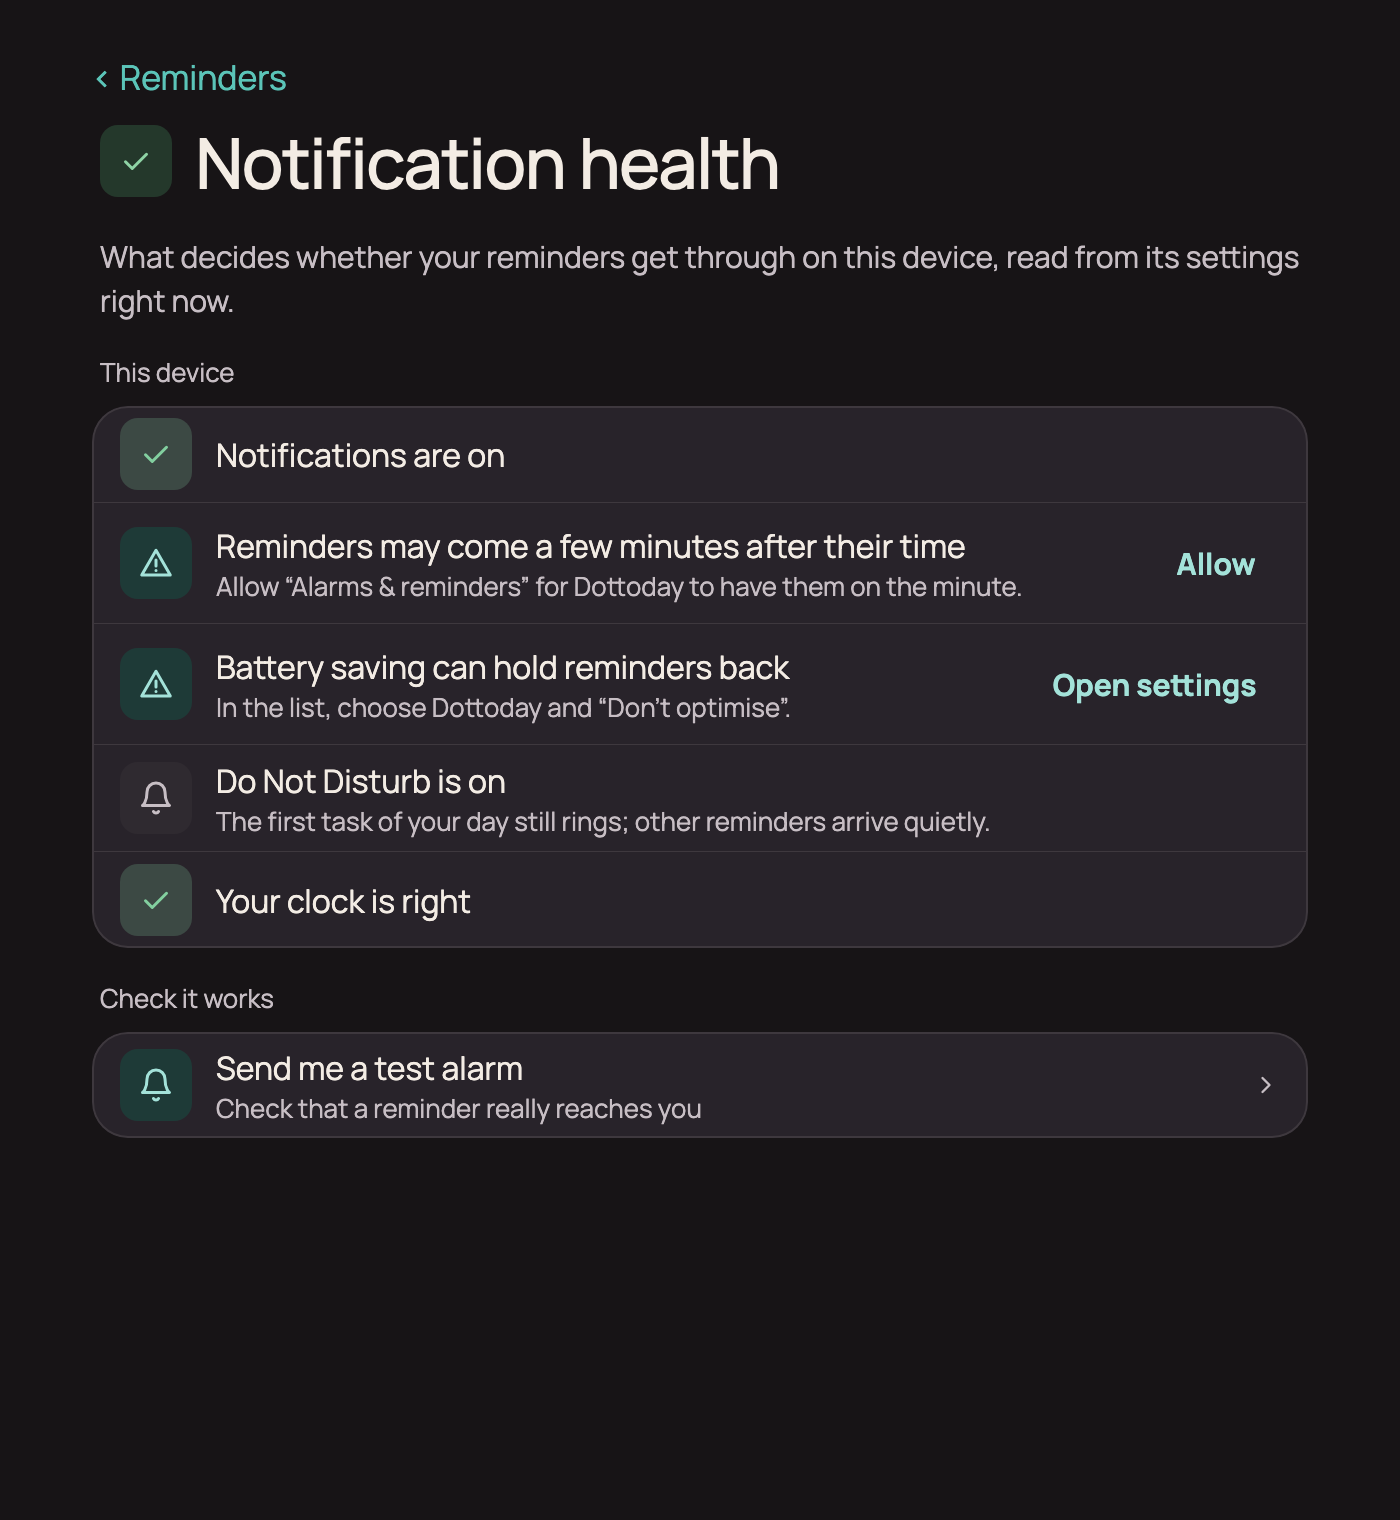 Reminders
Notification health
What decides whether your reminders get through on this device, read from its settings
right now.
This device
Notifications are on
Reminders may come a few minutes after their time
Allow “Alarms & reminders” for Dottoday to have them on the minute.
Allow
Battery saving can hold reminders back
In the list, choose Dottoday and “Don’t optimise”.
Open settings
Do Not Disturb is on
The first task of your day still rings; other reminders arrive quietly.
Your clock is right
Check it works
Send me a test alarm
Check that a reminder really reaches you